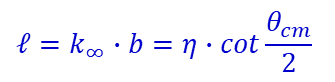 ℓ = k∞ · b = η · cot θcm/2